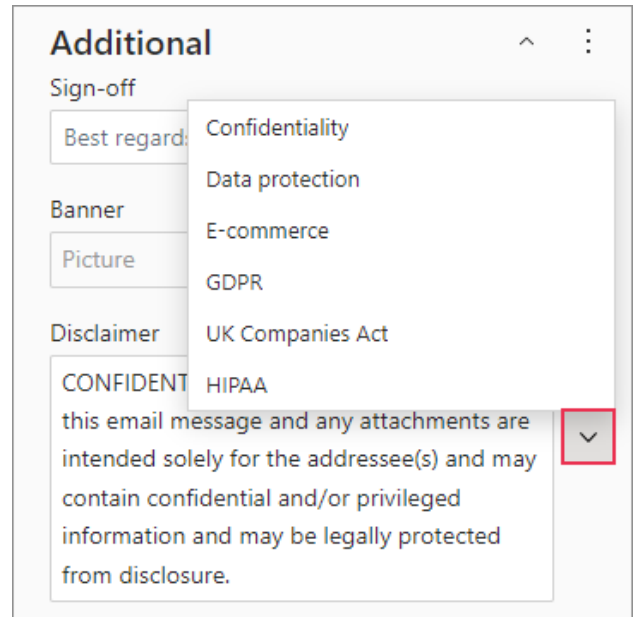 Additional
Sign-off
Best regard
Confidentiality
Data protection
E-commerce
GDPR
UK Companies Act
HIPAA
Banner
Picture
Disclaimer
CONFIDENT
this email message and any attachments are
intended solely for the addressee(s) and may
contain confidential and/or privileged
information and may be legally protected
from disclosure.